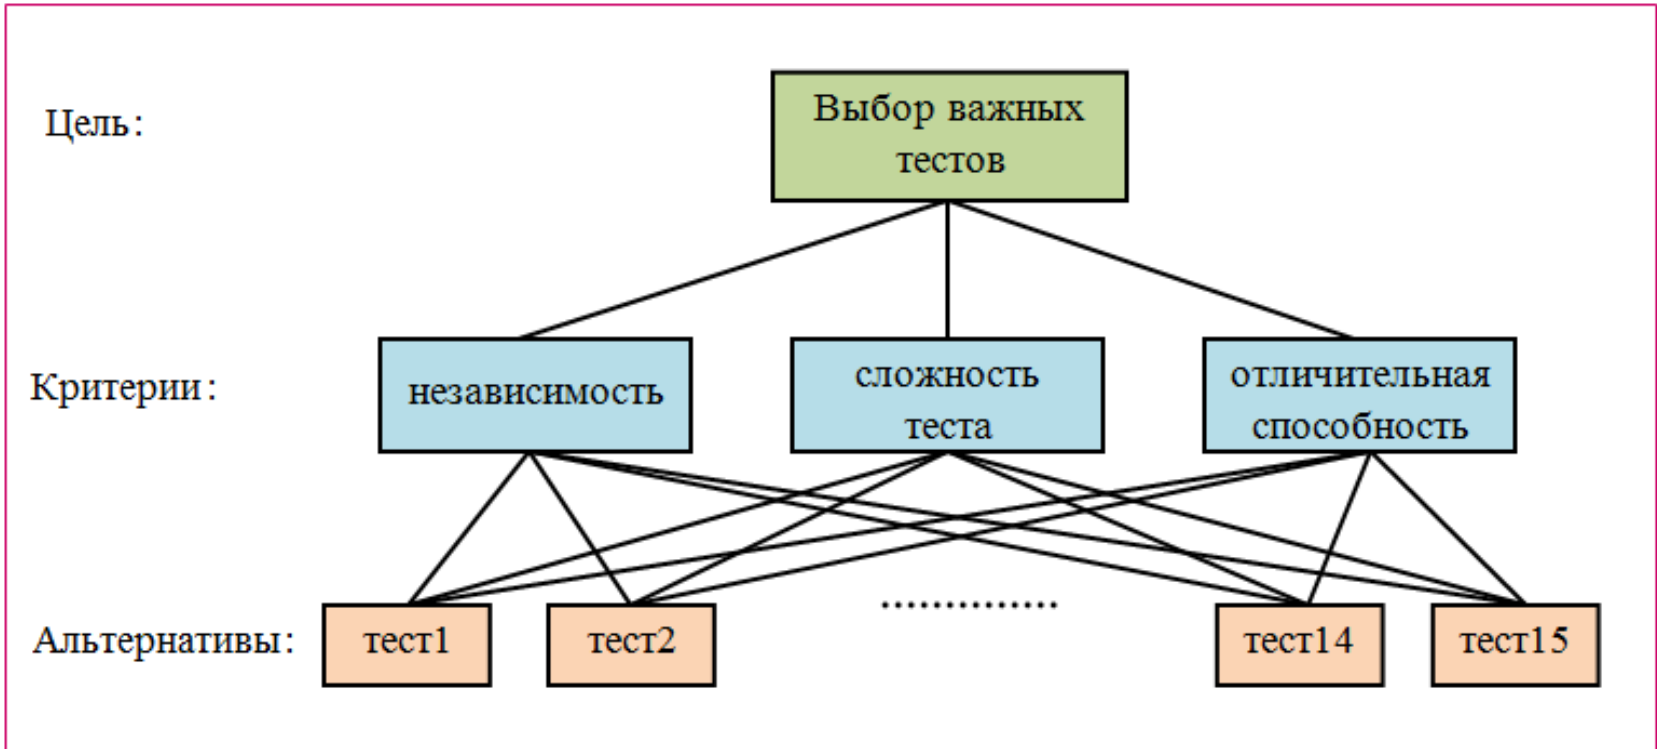 Цель:
Выбор важных
тестов
Критерии:
независимость
сложность
теста
отличительная
способность
Альтернативы:
тест1
тест2
.............
тест14
тест15